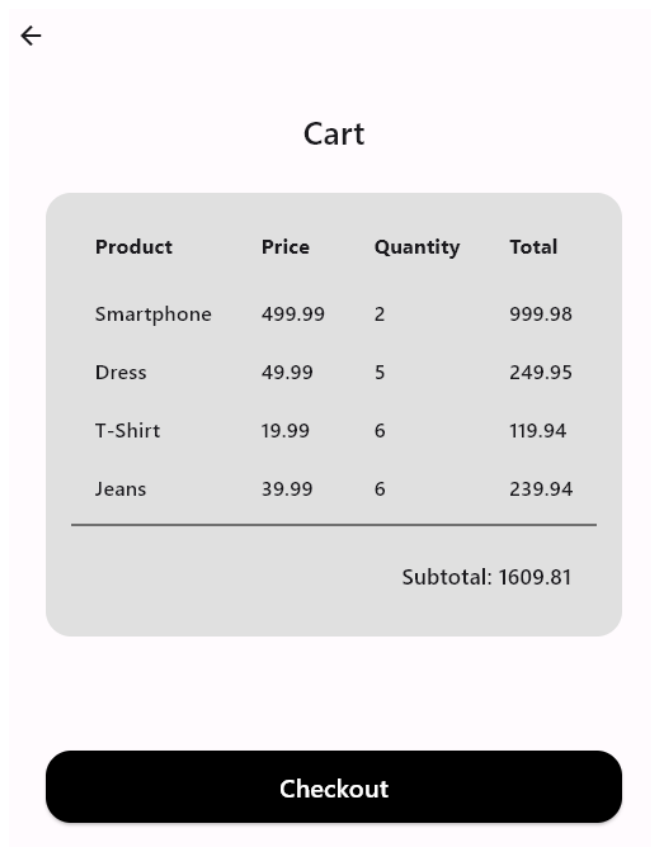 Cart
Product Price Quantity Total
Smartphone 499.99 2 999.98
Dress 49.99 5 249.95
T-Shirt 19.99 6 119.94
Jeans 39.99 6 239.94
Subtotal: 1609.81
Checkout